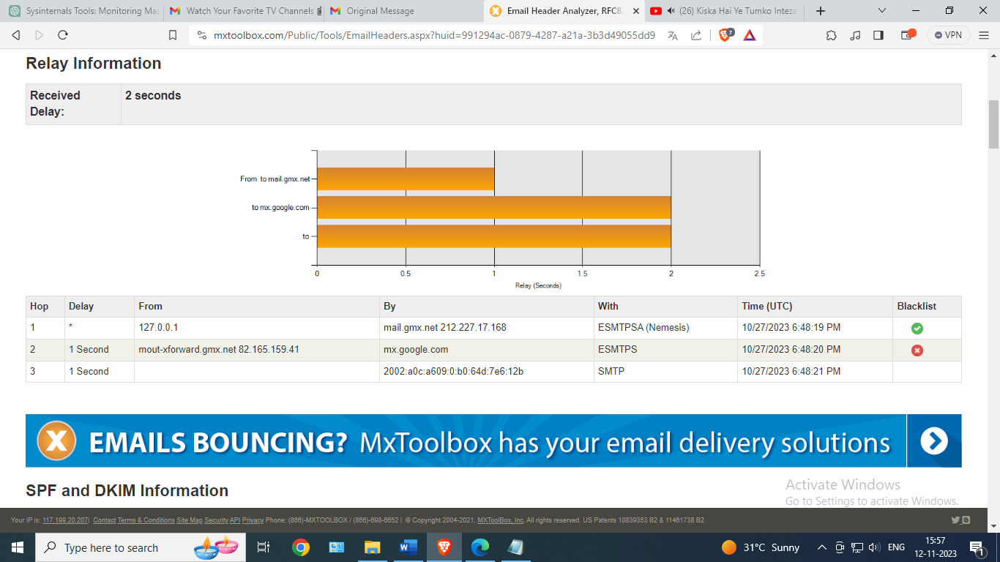 Sysinternals Tools: Monitoring Mas
Watch Your Favorite TV Channels
Original Message
Email Header Analyzer, RFC8
(26) Kiska Hai Ye Tumko Inteza
mxtoolbox.com/Public/Tools/EmailHeaders.aspx?huid=991294ac-0879-4287-a21a-3b3d49055dd9
7
VPN
Relay Information
Received Delay: 2 seconds
From to mail.gmx.net
to mx.google.com
to
0 0.5 1 1.5 2 2.5
Relay (Seconds)
Hop Delay From By With Time (UTC) Blacklist
1 * 127.0.0.1 mail.gmx.net 212.227.17.168 ESMTPSA (Nemesis) 10/27/2023 6:48:19 PM
2 1 Second mout-xforward.gmx.net 82.165.159.41 mx.google.com ESMTPS 10/27/2023 6:48:20 PM
3 1 Second 2002:a0c:a609:0:b0:64d:7e6:12b SMTP 10/27/2023 6:48:21 PM
X EMAILS BOUNCING? MxToolbox has your email delivery solutions
SPF and DKIM Information
Activate Windows
Go to Settings to activate Windows.
Your IP is: 117.199.20.207| Contact Terms & Conditions Site Map Security API Privacy Phone: (866)-MXTOOLBOX / (866)-698-6652 | © Copyright 2004-2021, MXToolBox, Inc, All rights reserved. US Patents 10839353 B2 & 11461738 B2
Type here to search
31°C Sunny
ENG
15:57
12-11-2023
1